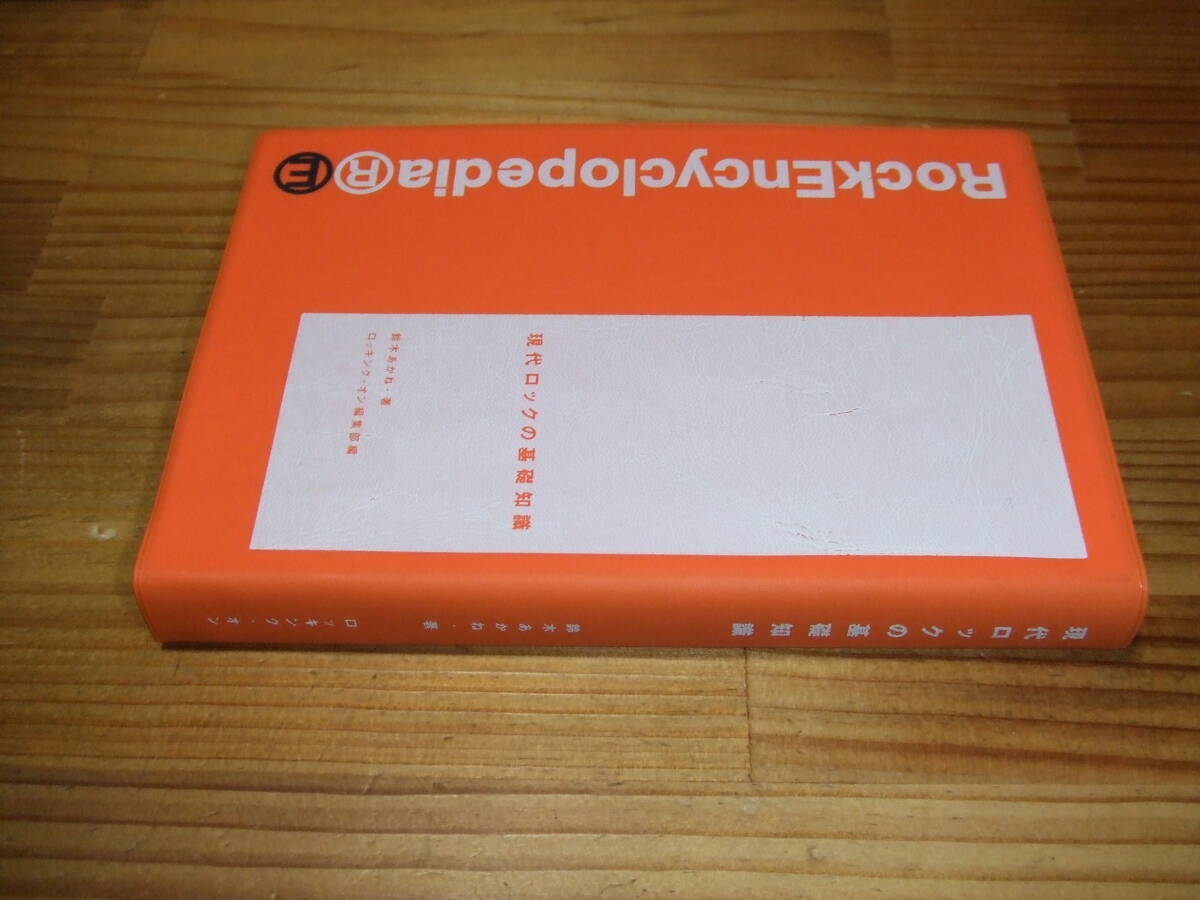 RockEncyclopedia Ⓡ Ⓔ
現代ロックの基礎知識
鈴木あかね・著
ロッキング・オン編集部編
現代ロックの基礎知識
鈴木あかね・著
ロッキング・オン